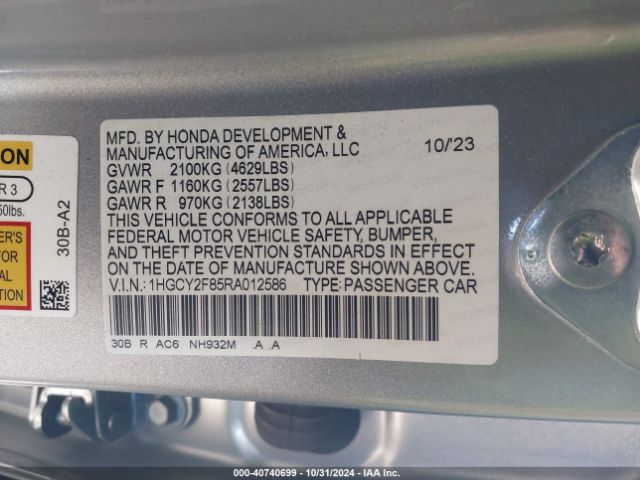 MFD. BY HONDA DEVELOPMENT &
MANUFACTURING OF AMERICA, LLC 10/'23
GVWR 2100KG (4629LBS)
GAWR F 1160KG (2557LBS)
GAWR R 970KG (2138LBS)
THIS VEHICLE CONFORMS TO ALL APPLICABLE
FEDERAL MOTOR VEHICLE SAFETY, BUMPER,
AND THEFT PREVENTION STANDARDS IN EFFECT
ON THE DATE OF MANUFACTURE SHOWN ABOVE.
V.I.N.: 1HGCY2F85RA012586 TYPE: PASSENGER CAR
30B R AC6 NH932M .A .A
ON
R 3
50lbs.
ER'S
FOR
AL
TION
30B-A2
000-40740699 - 10/31/2024 - IAAI.COM